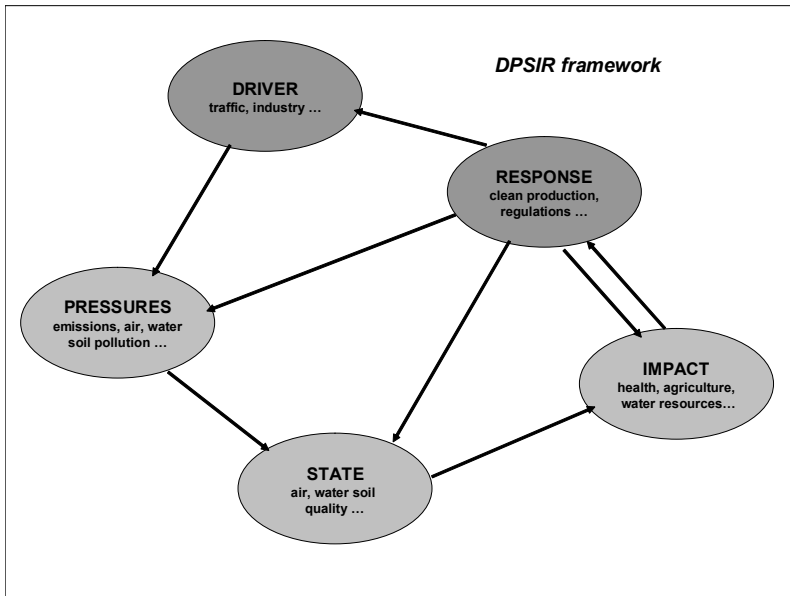 DPSIR framework
DRIVER
traffic, industry ...
RESPONSE
clean production,
regulations ...
PRESSURES
emissions, air, water
soil pollution ...
IMPACT
health, agriculture,
water resources...
STATE
air, water soil
quality ...